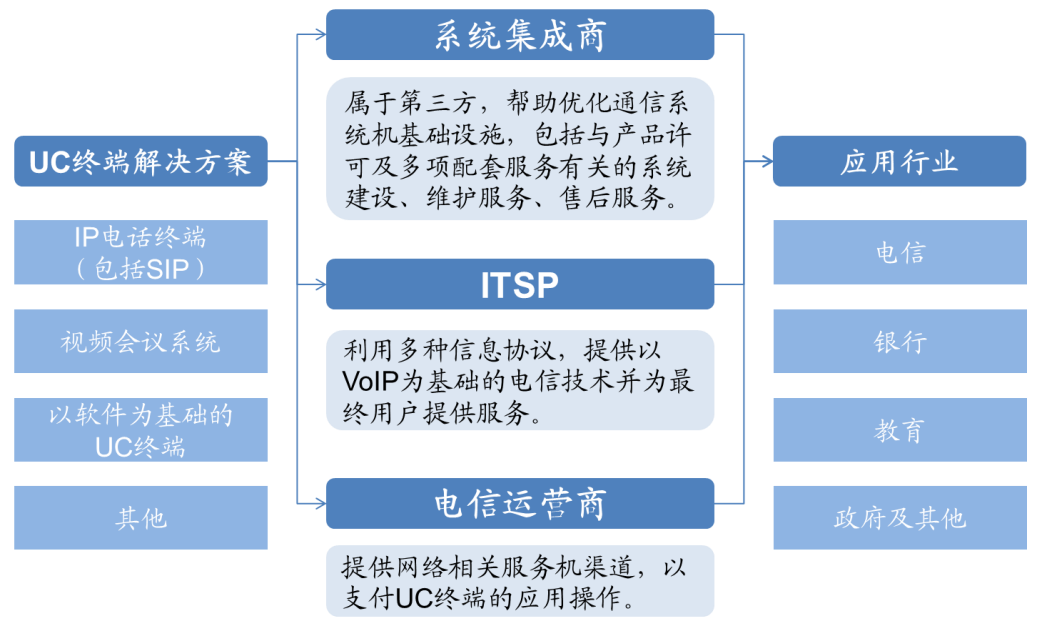 系统集成商
属于第三方，帮助优化通信系
统机基础设施，包括与产品许
可及多项配套服务有关的系统
建设、维护服务、售后服务。
UC终端解决方案
IP电话终端
（包括SIP）
视频会议系统
以软件为基础的
UC终端
其他
ITSP
利用多种信息协议，提供以
VoIP为基础的电信技术并为最
终用户提供服务。
电信运营商
提供网络相关服务机渠道，以
支付UC终端的应用操作。
应用行业
电信
银行
教育
政府及其他